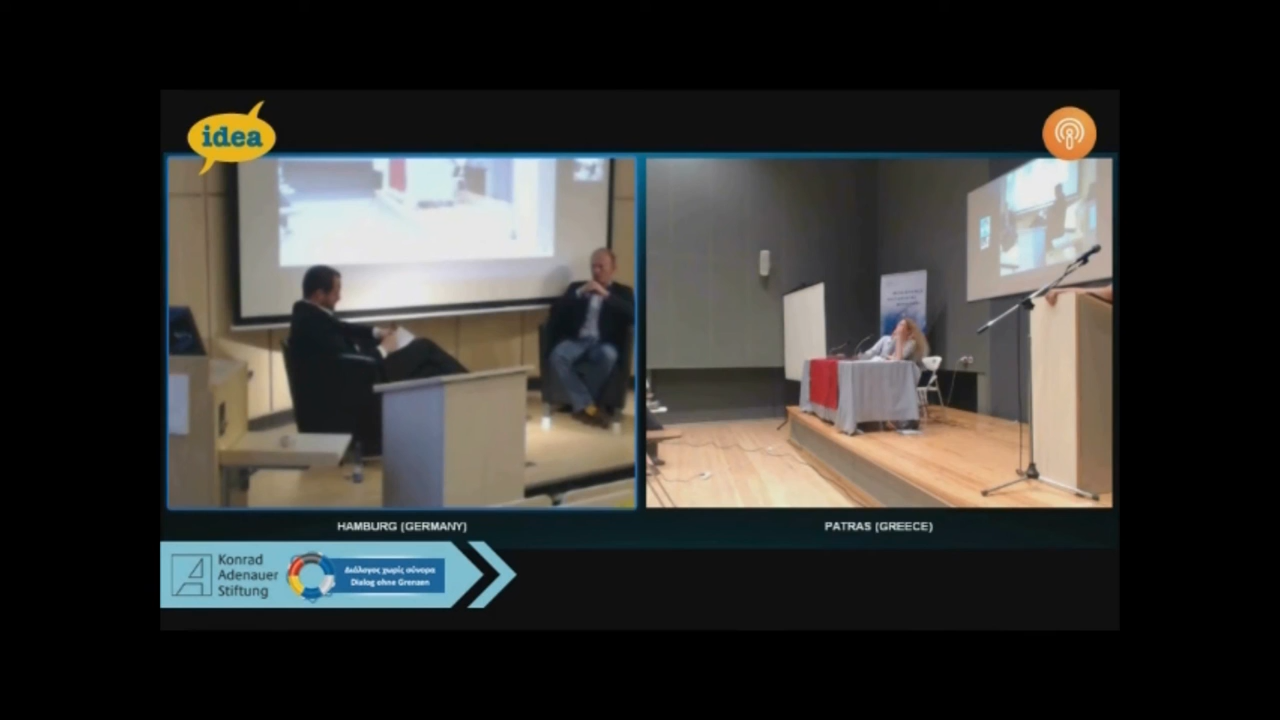 idea
HAMBURG (GERMANY)
PATRAS (GREECE)
Konrad
Adenauer
Stiftung
Διάλογος χωρίς σύνορα
Dialog ohne Grenzen